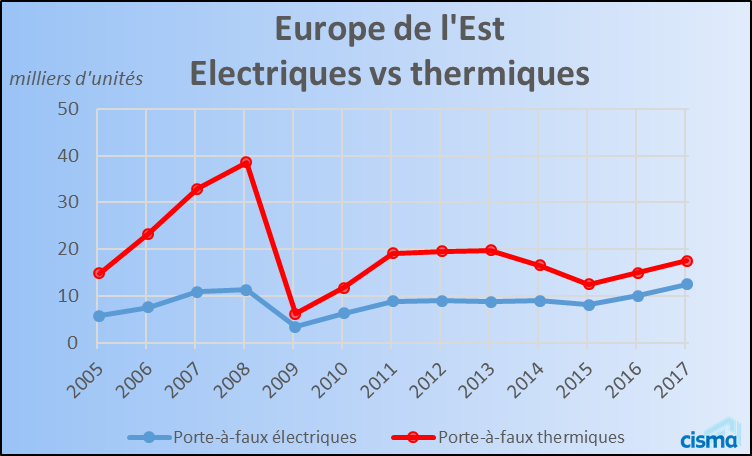 Europe de l'Est
Electriques vs thermiques
milliers d'unités
50
40
30
20
10
0
2005 2006 2007 2008 2009 2010 2011 2012 2013 2014 2015 2016 2017
Porte-à-faux électriques Porte-à-faux thermiques
cisma